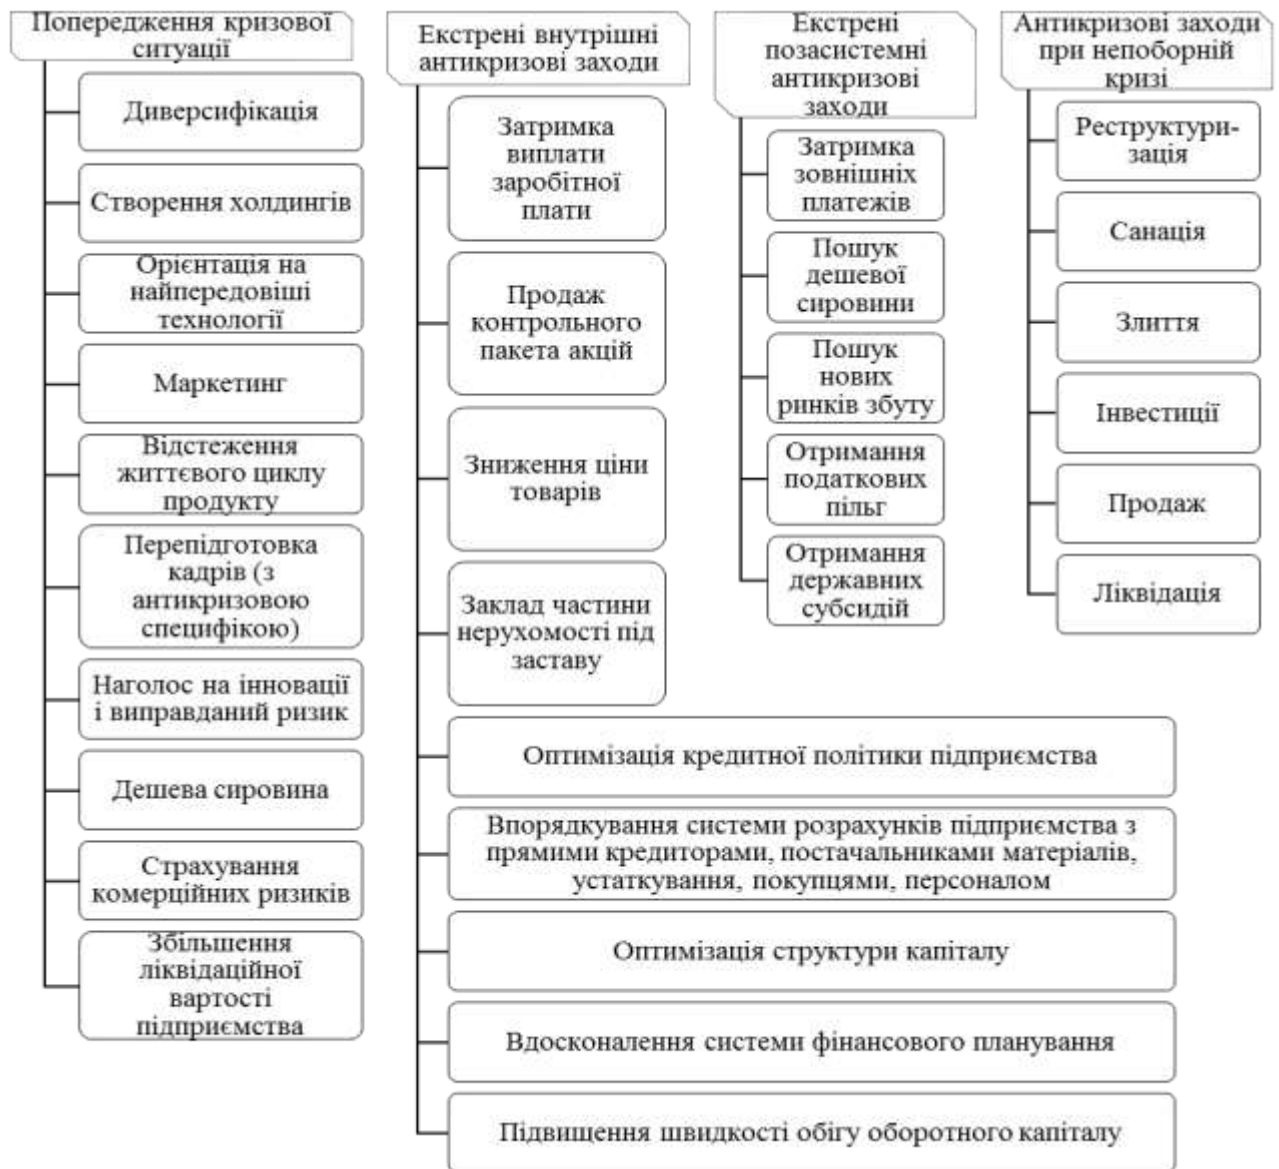 Попередження кризової
ситуації
Диверсифікація
Створення холдингів
Орієнтація на
найпередовіші
технології
Маркетинг
Відстеження
життєвого циклу
продукту
Перепідготовка
кадрів (з
антикризовою
специфікою)
Наголос на інновації
і виправданий ризик
Дешева сировина
Страхування
комерційних ризиків
Збільшення
ліквідаційної
вартості
підприємства
Екстрені внутрішні
антикризові заходи
Затримка
виплати
заробітної
плати
Продаж
контрольного
пакета акцій
Зниження ціни
товарів
Заклад частини
нерухомості під
заставу
Оптимізація кредитної політики підприємства
Впорядкування системи розрахунків підприємства з
прямими кредиторами, постачальниками матеріалів,
устаткування, покупцями, персоналом
Оптимізація структури капіталу
Вдосконалення системи фінансового планування
Підвищення швидкості обігу оборотного капіталу
Екстрені
позасистемні
антикризові
заходи
Затримка
зовнішніх
платежів
Пошук
дешевої
сировини
Пошук
нових
ринків збуту
Отримання
податкових
пільг
Отримання
державних
субсидій
Антикризові заходи
при непоборній
кризі
Реструктури-
зація
Санація
Злиття
Інвестиції
Продаж
Ліквідація